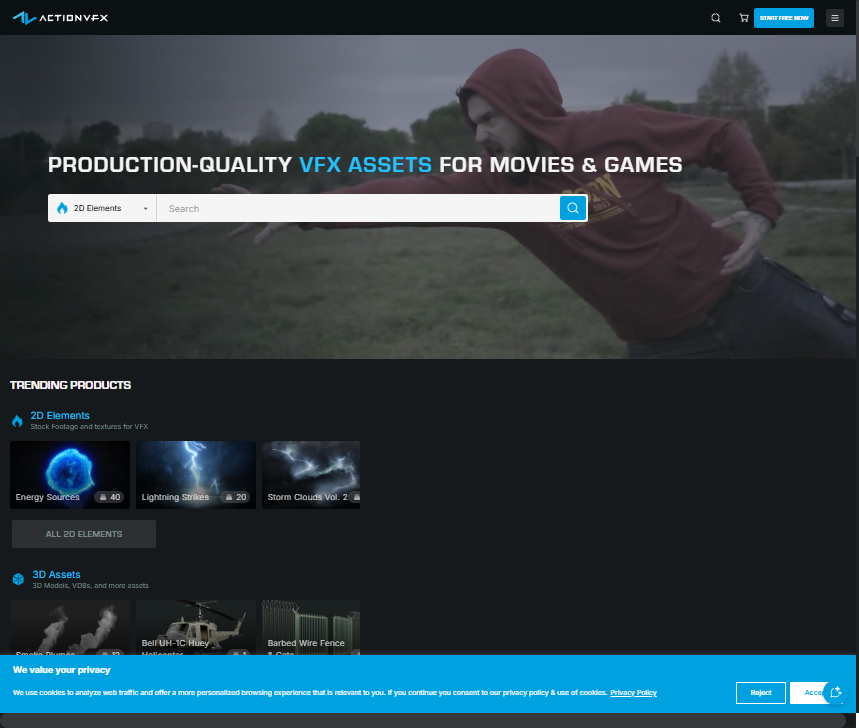 ACTIONVFX
START FREE NOW
PRODUCTION-QUALITY VFX ASSETS FOR MOVIES & GAMES
2D Elements
Search
TRENDING PRODUCTS
2D Elements
Stock Footage and textures for VFX
Energy Sources 40
Lightning Strikes 20
Storm Clouds Vol. 2
ALL 2D ELEMENTS
3D Assets
3D Models, VDBs, and more assets
Smoke Plumes 12
Bell UH-1C Huey Helicopter 1
Barbed Wire Fence & Gate
We value your privacy
We use cookies to analyze web traffic and offer a more personalized browsing experience that is relevant to you. If you continue you consent to our privacy policy & use of cookies. Privacy Policy
Reject
Accep